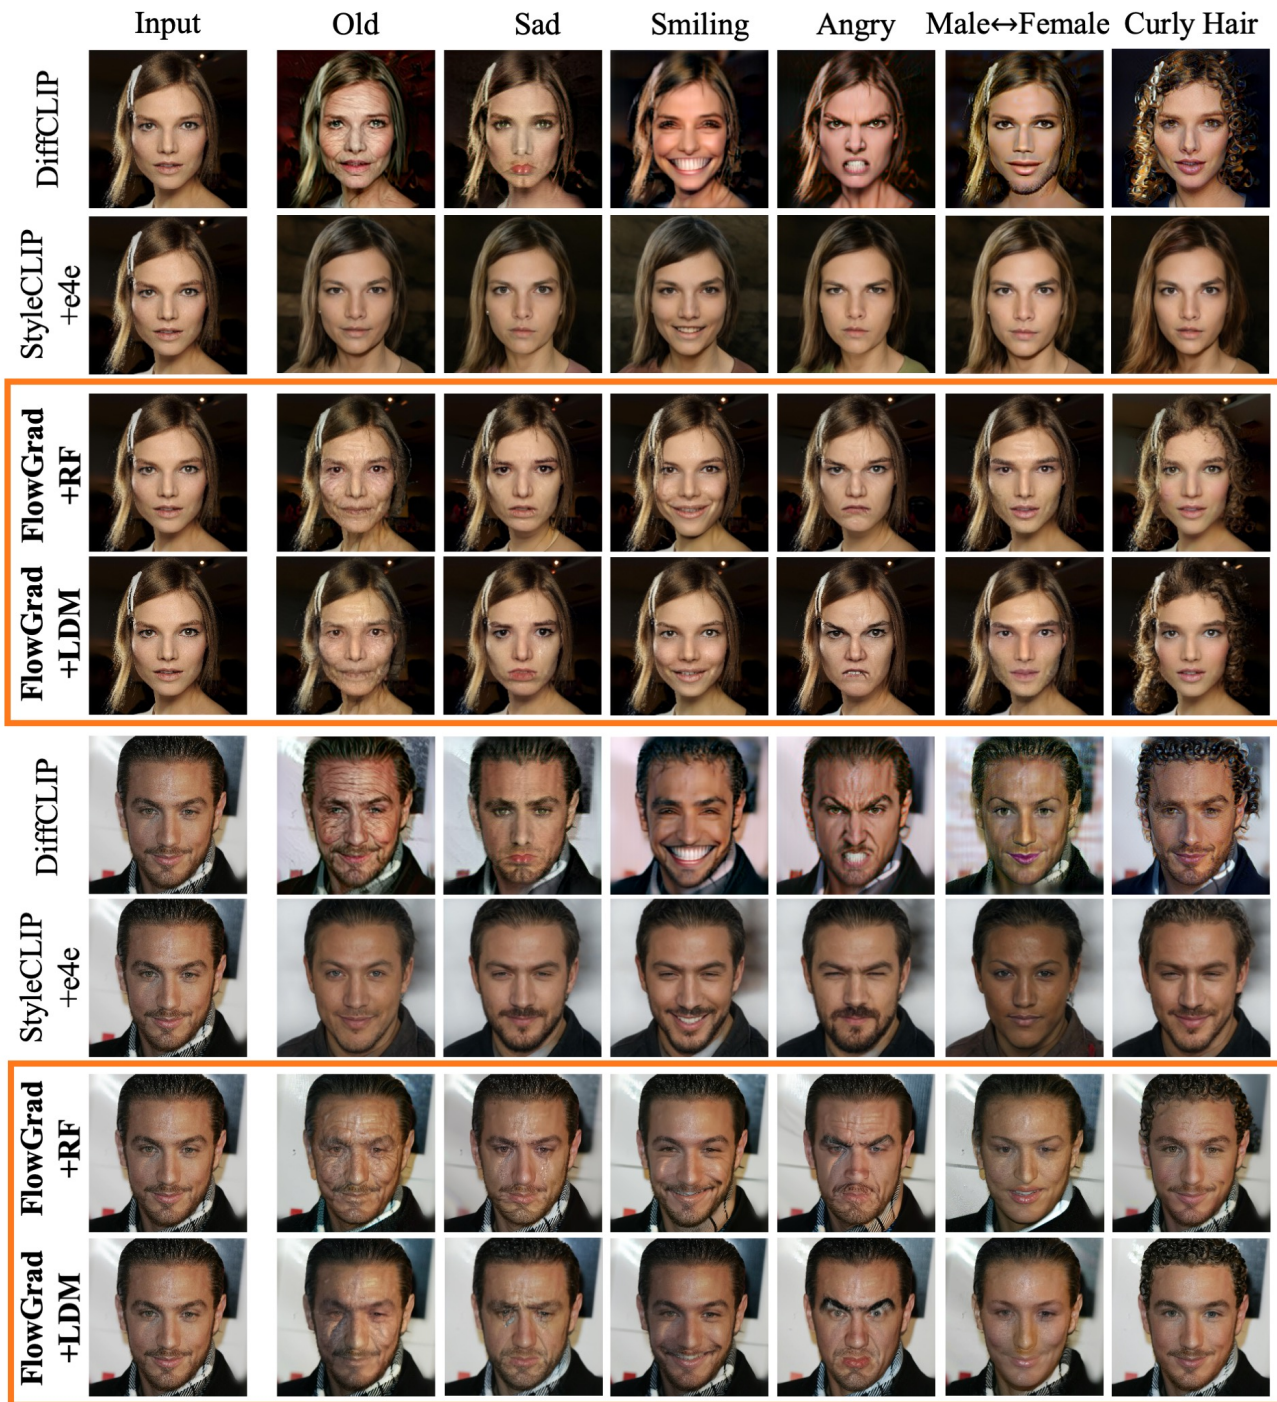 Input Old Sad Smiling Angry Male↔Female Curly Hair
DiffCLIP
StyleCLIP
+e4e
FlowGrad
+RF
FlowGrad
+LDM
DiffCLIP
StyleCLIP
+e4e
FlowGrad
+RF
FlowGrad
+LDM